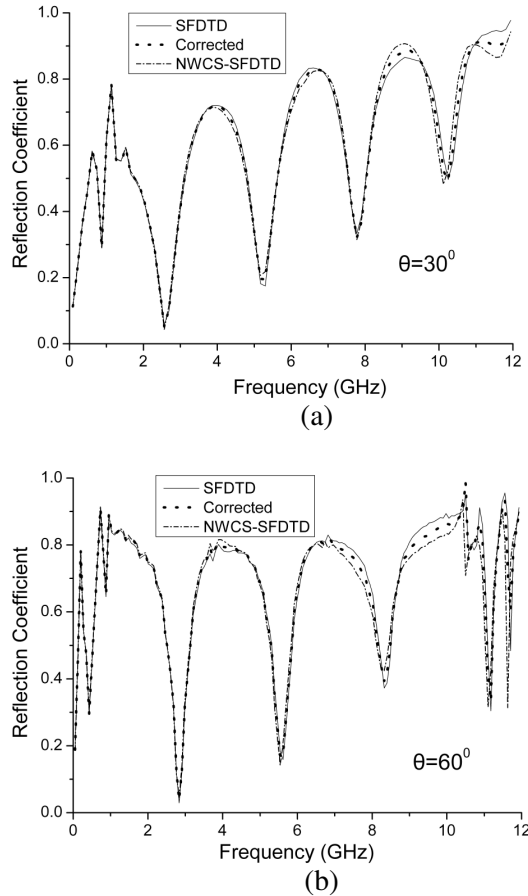 SFDTD
Corrected
NWCS-SFDTD
1.0
0.8
0.6
0.4
0.2
0.0
Reflection Coefficient
θ=30⁰
0 2 4 6 8 10 12
Frequency (GHz)
(a)
SFDTD
Corrected
NWCS-SFDTD
1.0
0.8
0.6
0.4
0.2
0.0
Reflection Coefficient
θ=60⁰
0 2 4 6 8 10 12
Frequency (GHz)
(b)